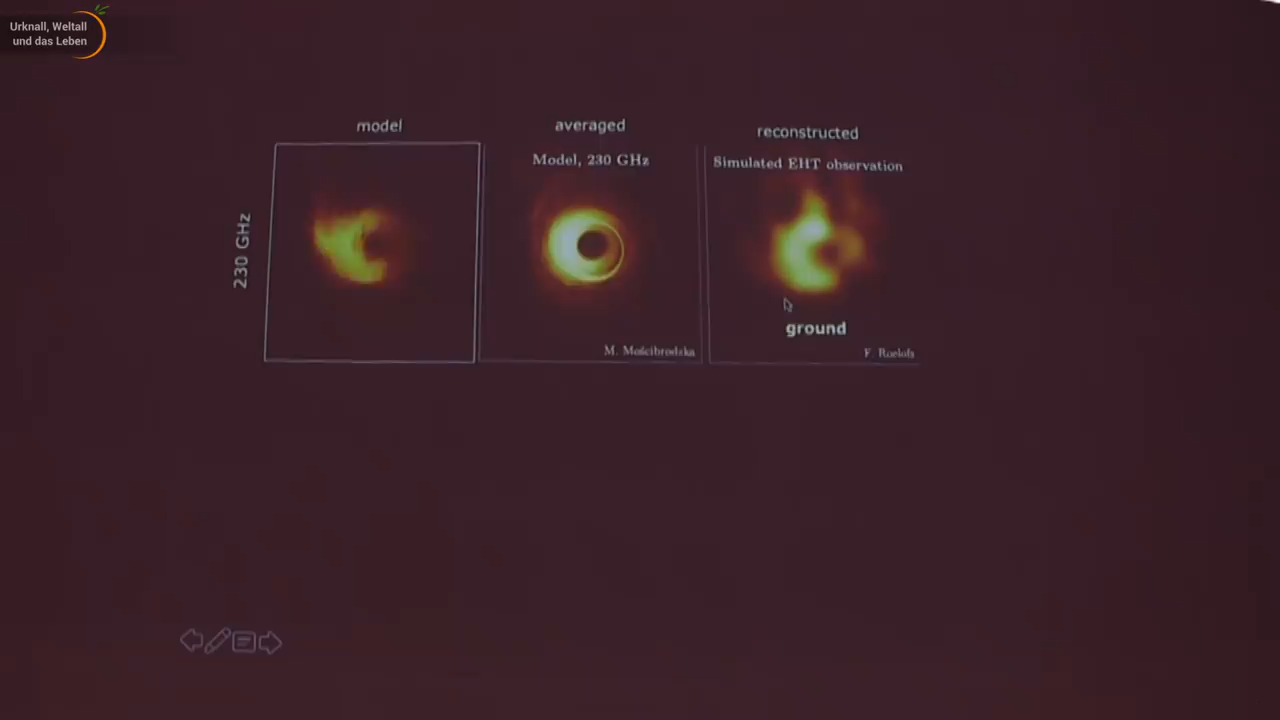 Urknall, Weltall
und das Leben
model
averaged
reconstructed
Model, 230 GHz
Simulated EHT observation
230 GHz
ground
M. Mościbrodzka
F. Roelofs